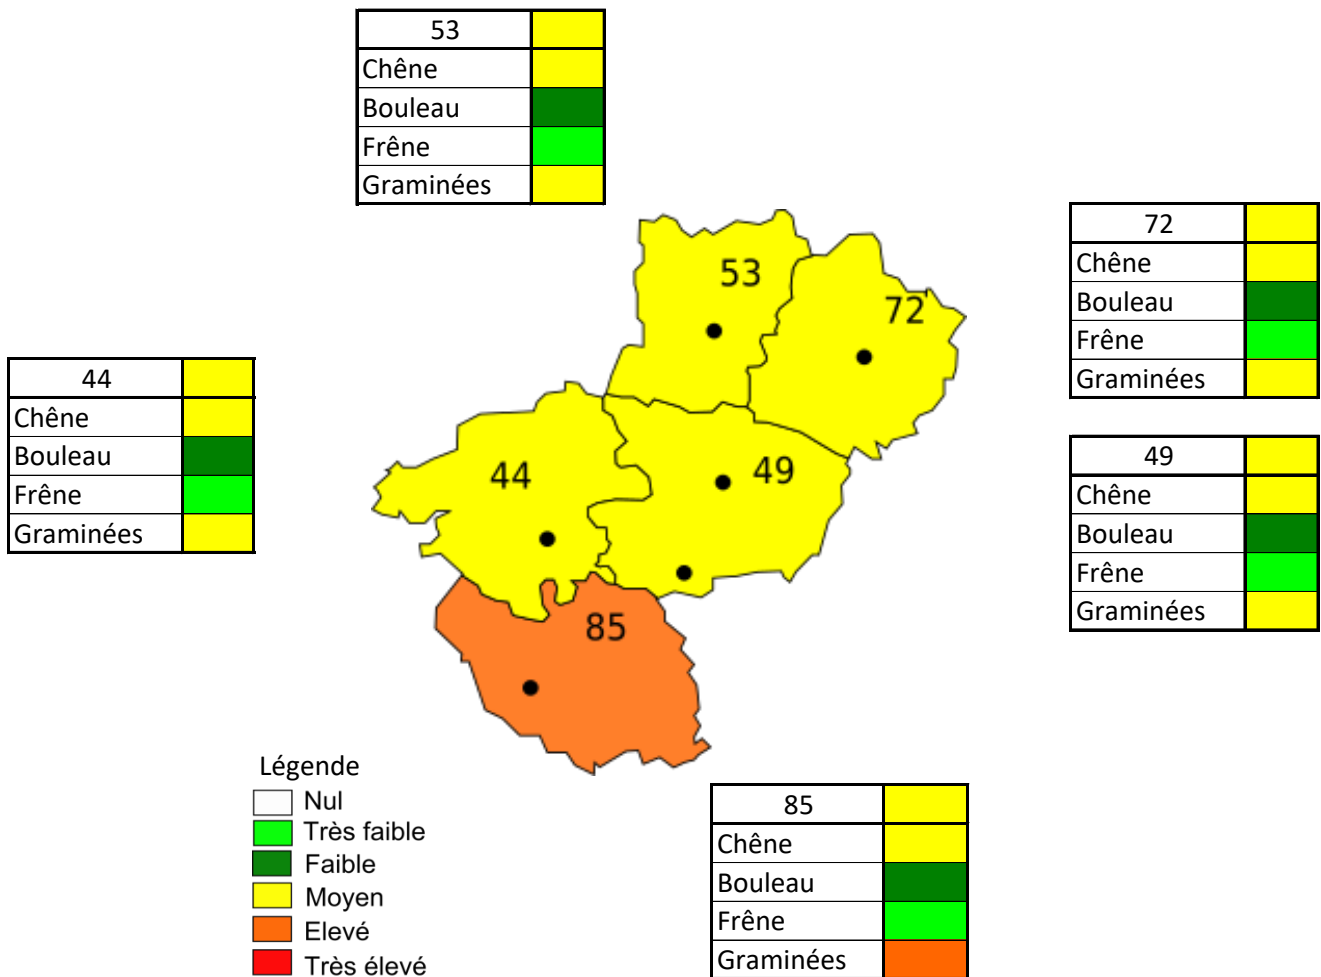 53
Chêne
Bouleau
Frêne
Graminées
72
Chêne
Bouleau
Frêne
Graminées
44
Chêne
Bouleau
Frêne
Graminées
49
Chêne
Bouleau
Frêne
Graminées
53
72
44
49
85
Légende
Nul
Très faible
Faible
Moyen
Elevé
Très élevé
85
Chêne
Bouleau
Frêne
Graminées